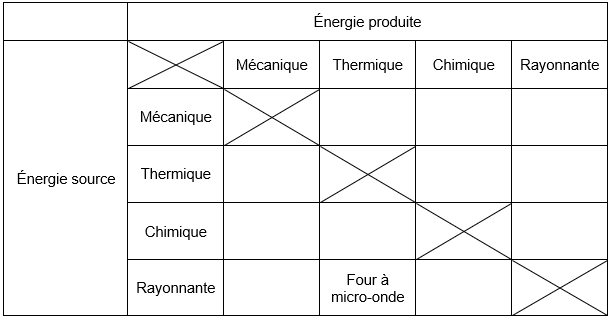 Énergie produite
Mécanique Thermique Chimique Rayonnante
Mécanique
Énergie source
Thermique
Chimique
Rayonnante
Four à
micro-onde